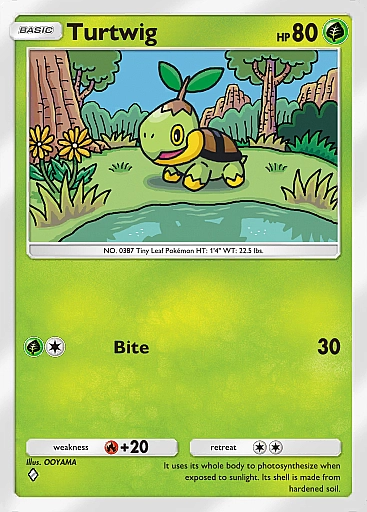 BASIC
Turtwig
HP 80
NO. 0387 Tiny Leaf Pokémon HT: 1'4" WT: 22.5 lbs.
Bite 30
weakness +20 retreat
Illus. OOYAMA
It uses its whole body to photosynthesize when
exposed to sunlight. Its shell is made from
hardened soil.